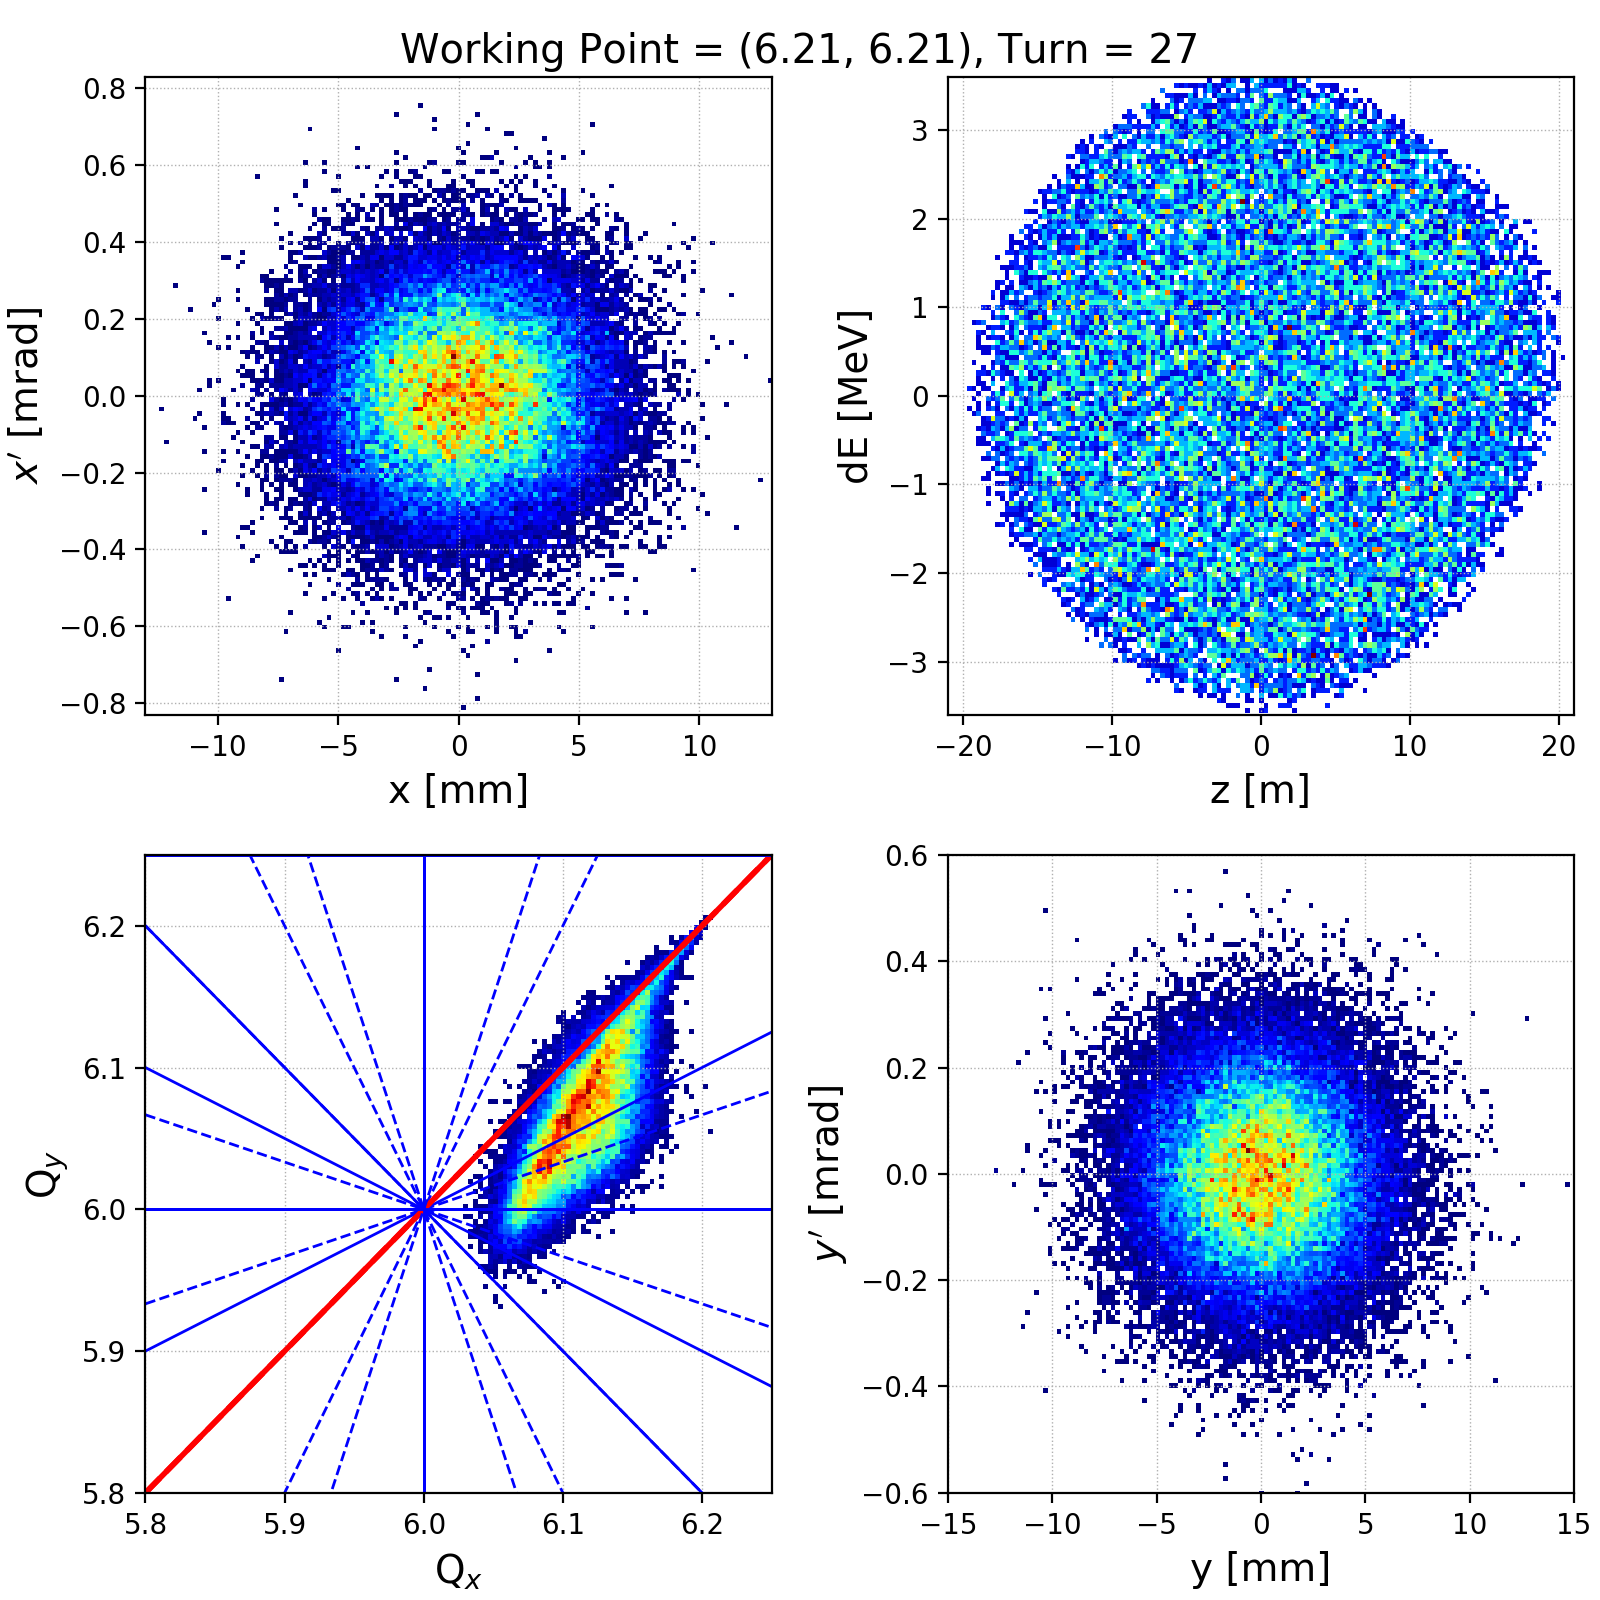 Working Point = (6.21, 6.21), Turn = 27
0.8
0.6
0.4
0.2
0.0
−0.2
−0.4
−0.6
−0.8
x′ [mrad]
−10 −5 0 5 10
x [mm]
3
2
1
0
−1
−2
−3
dE [MeV]
−20 −10 0 10 20
z [m]
6.2
6.1
6.0
5.9
5.8
Qy
5.8 5.9 6.0 6.1 6.2
Qx
0.6
0.4
0.2
0.0
−0.2
−0.4
−0.6
y′ [mrad]
−15 −10 −5 0 5 10 15
y [mm]